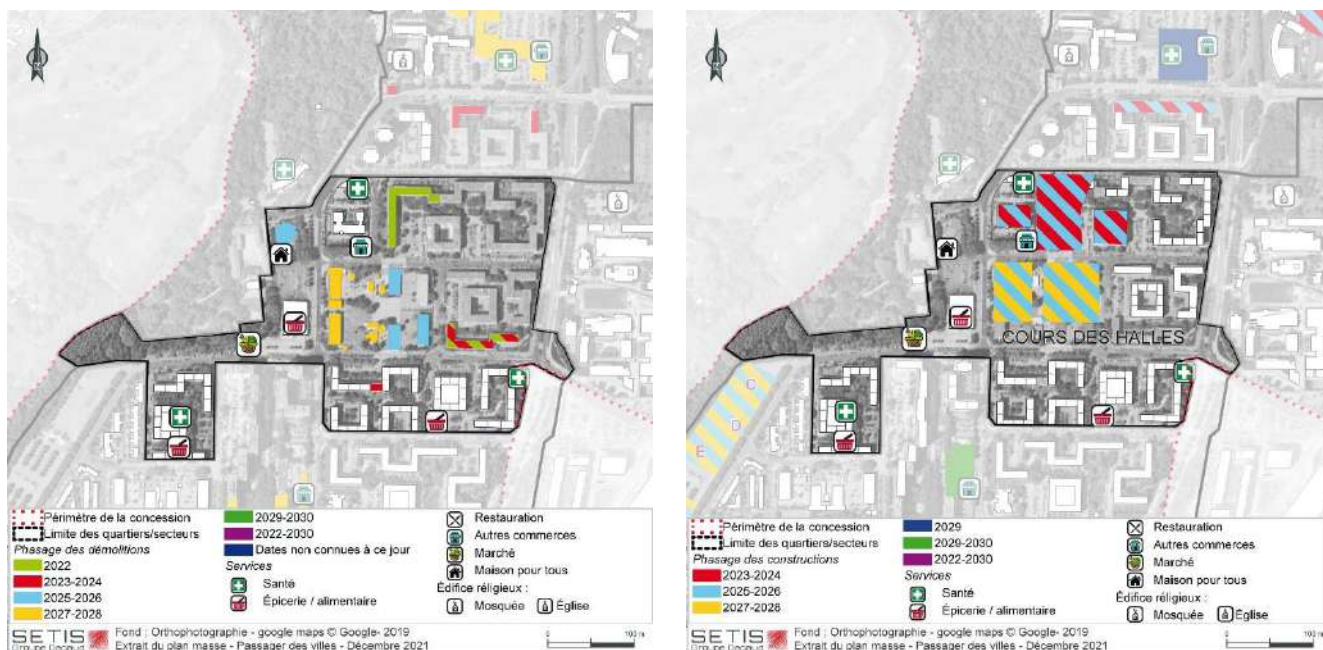 Périmètre de la concession
Limite des quartiers/secteurs
Phasage des démolitions
2022
2023-2024
2025-2026
2027-2028
2029-2030
2022-2030
Dates non connues à ce jour
Services
Santé
Épicerie / alimentaire
Restauration
Autres commerces
Marché
Maison pour tous
Édifice réligieux :
Mosquée
Église
SETIS
Groupe Degaud
Fond : Orthophotographie - google maps © Google- 2019
Extrait du plan masse - Passager des villes - Décembre 2021
0 100 m
COURS DES HALLES
C
D
E
Périmètre de la concession
Limite des quartiers/secteurs
Phasage des constructions
2023-2024
2025-2026
2027-2028
2029
2029-2030
2022-2030
Services
Santé
Épicerie / alimentaire
Restauration
Autres commerces
Marché
Maison pour tous
Édifice réligieux :
Mosquée
Église
SETIS
Groupe Degaud
Fond : Orthophotographie - google maps © Google- 2019
Extrait du plan masse - Passager des villes - Décembre 2021
0 100 m